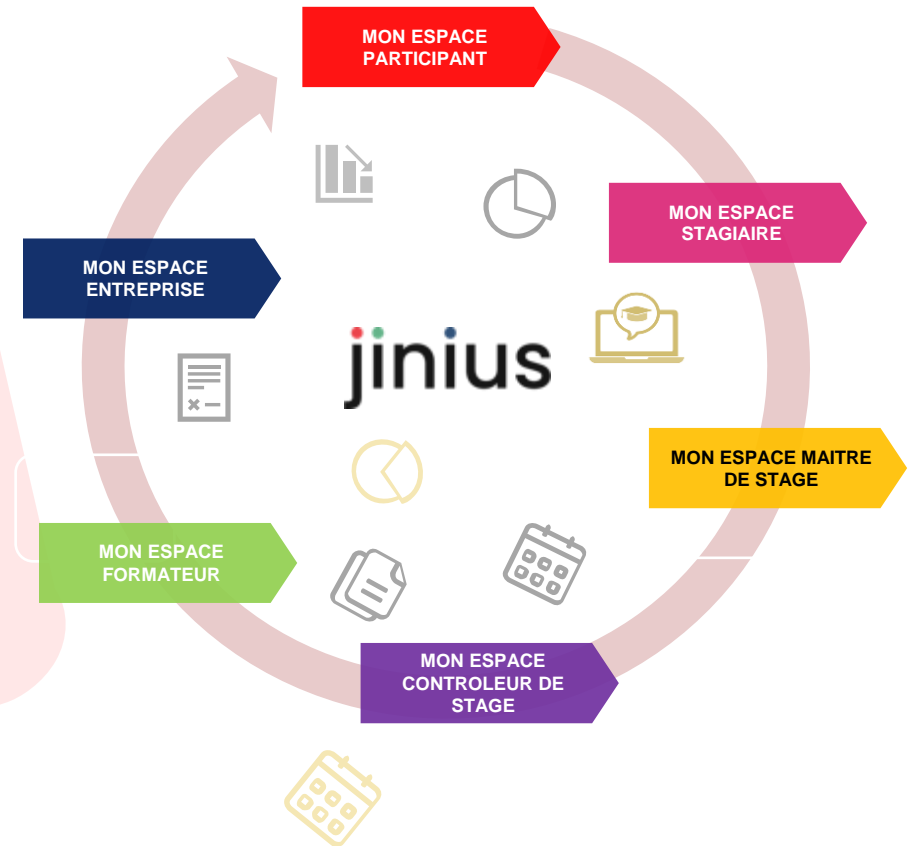 MON ESPACE
PARTICIPANT
MON ESPACE
STAGIAIRE
MON ESPACE
ENTREPRISE
jinius
MON ESPACE MAITRE
DE STAGE
MON ESPACE
FORMATEUR
MON ESPACE
CONTROLEUR DE
STAGE